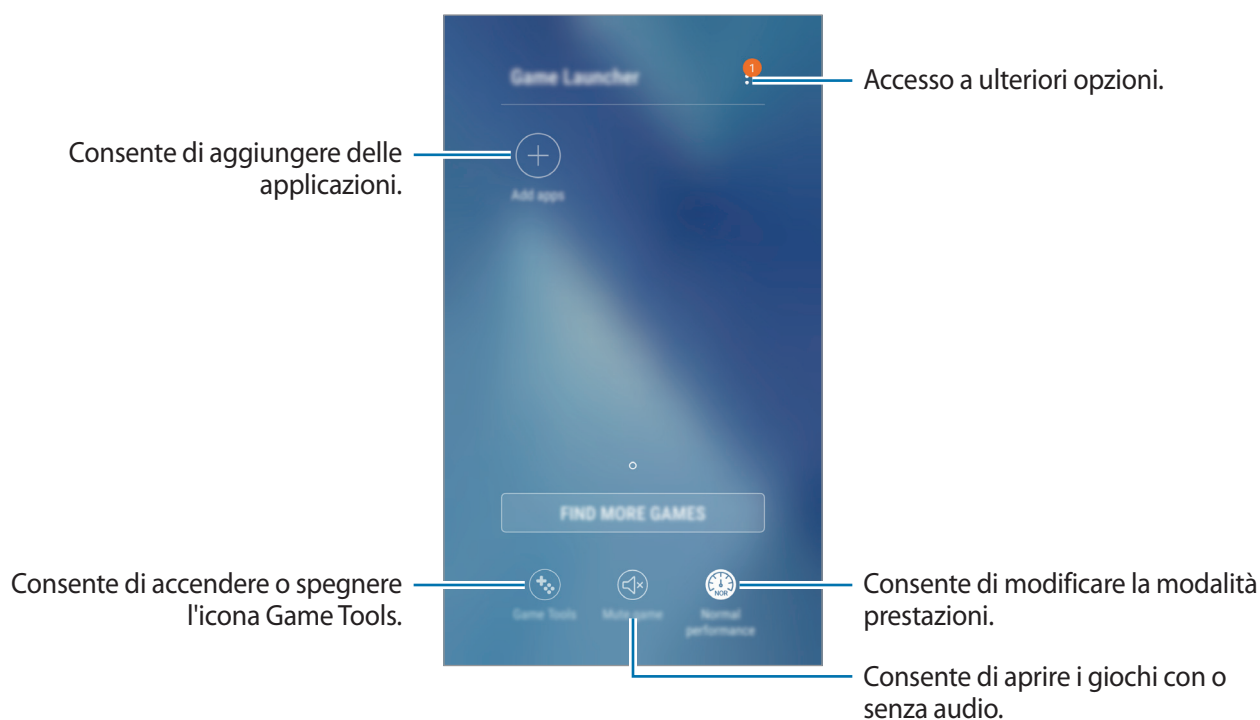 Game Launcher
1
Accesso a ulteriori opzioni.
Consente di aggiungere delle
applicazioni.
Add apps
FIND MORE GAMES
Consente di accendere o spegnere
l'icona Game Tools.
Game Tools
Mute game
NOR
Normal
performance
Consente di modificare la modalità
prestazioni.
Consente di aprire i giochi con o
senza audio.